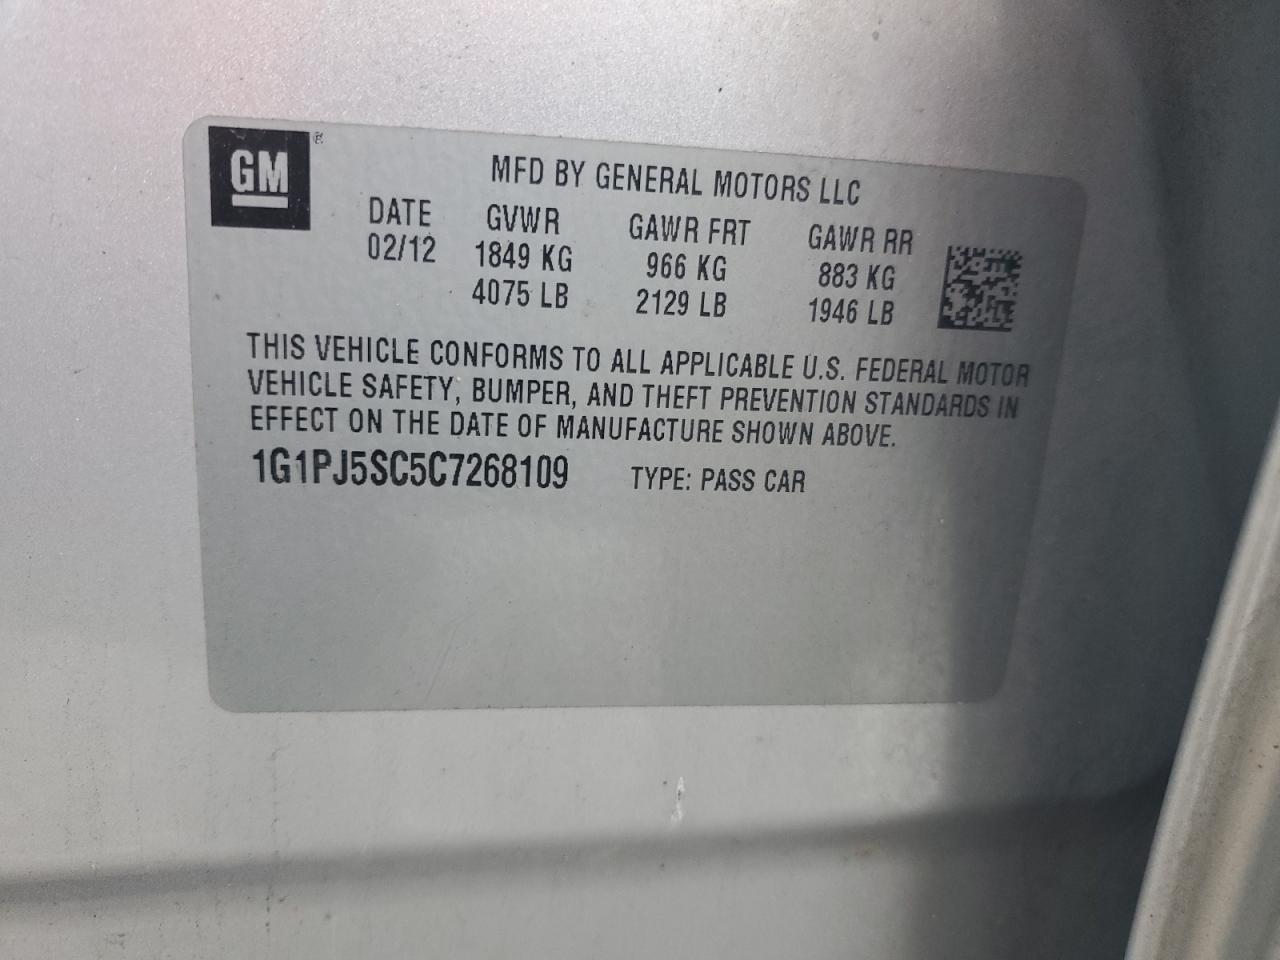 GM ®
MFD BY GENERAL MOTORS LLC
DATE GVWR GAWR FRT GAWR RR
02/12 1849 KG 966 KG 883 KG
4075 LB 2129 LB 1946 LB
THIS VEHICLE CONFORMS TO ALL APPLICABLE U.S. FEDERAL MOTOR
VEHICLE SAFETY, BUMPER, AND THEFT PREVENTION STANDARDS IN
EFFECT ON THE DATE OF MANUFACTURE SHOWN ABOVE.
1G1PJ5SC5C7268109 TYPE: PASS CAR